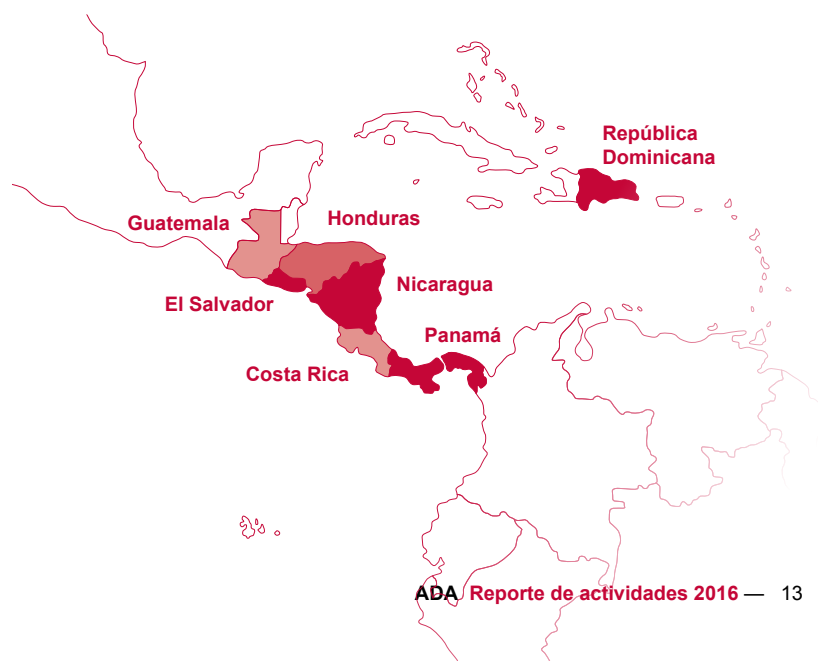 República
Dominicana
Guatemala
Honduras
Nicaragua
El Salvador
Panamá
Costa Rica
ADA Reporte de actividades 2016 — 13